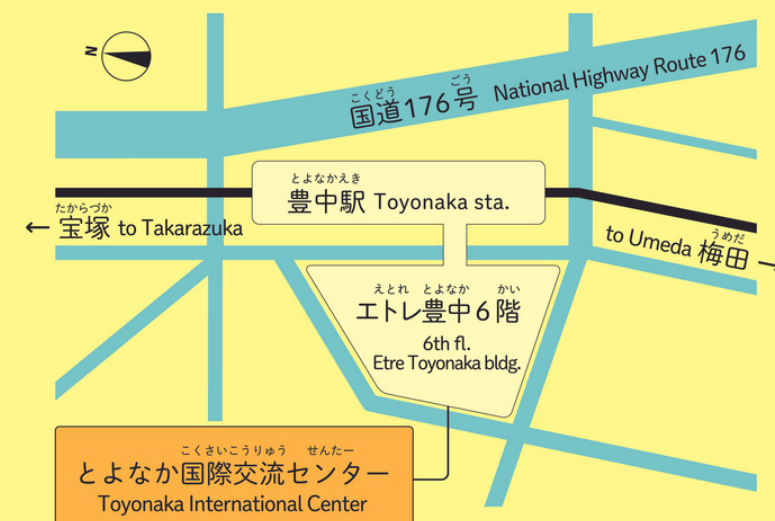 N
こくどう ごう
国道176号 National Highway Route 176
とよなかえき
豊中駅 Toyonaka sta.
たからづか
← 宝塚 to Takarazuka
うめだ
to Umeda 梅田 →
えとれ とよなか かい
エトレ豊中6階
6th fl.
Etre Toyonaka bldg.
こくさいこうりゅう せんたー
とよなか国際交流センター
Toyonaka International Center